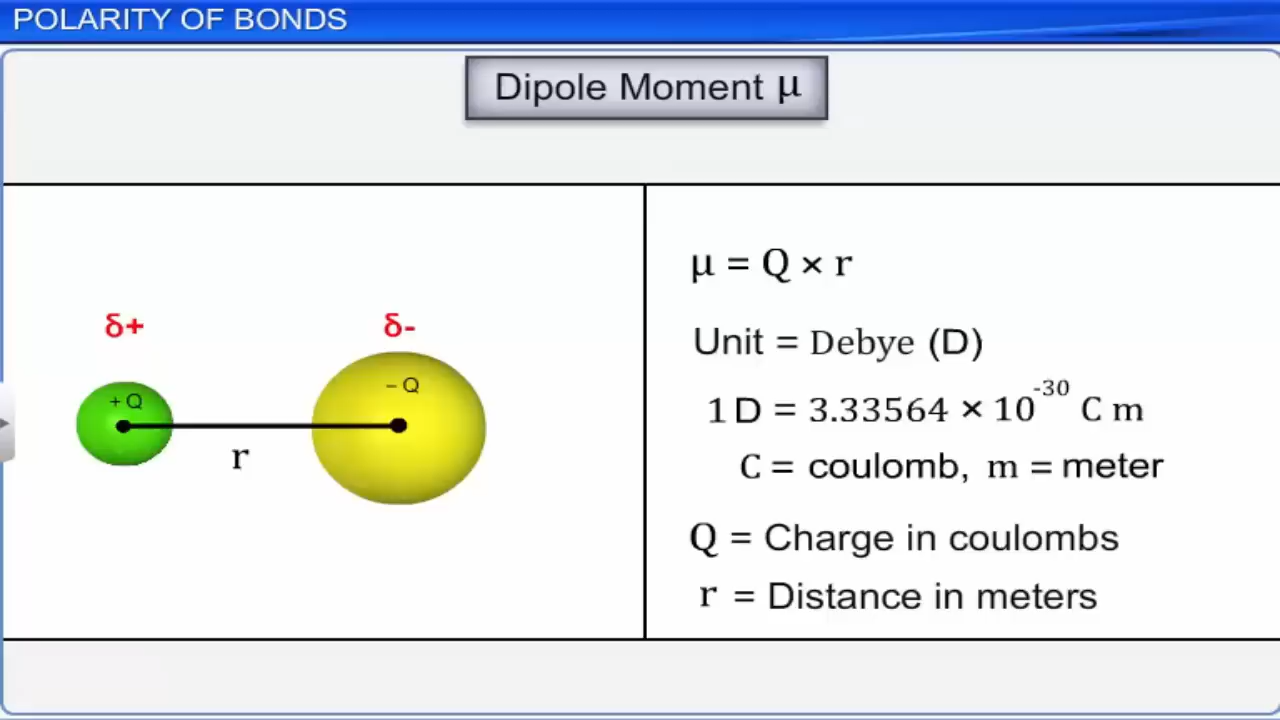 POLARITY OF BONDS
Dipole Moment μ
δ+
δ-
+ Q
– Q
r
μ = Q × r
Unit = Debye (D)
1 D = 3.33564 × 10⁻³⁰ C m
C = coulomb, m = meter
Q = Charge in coulombs
r = Distance in meters